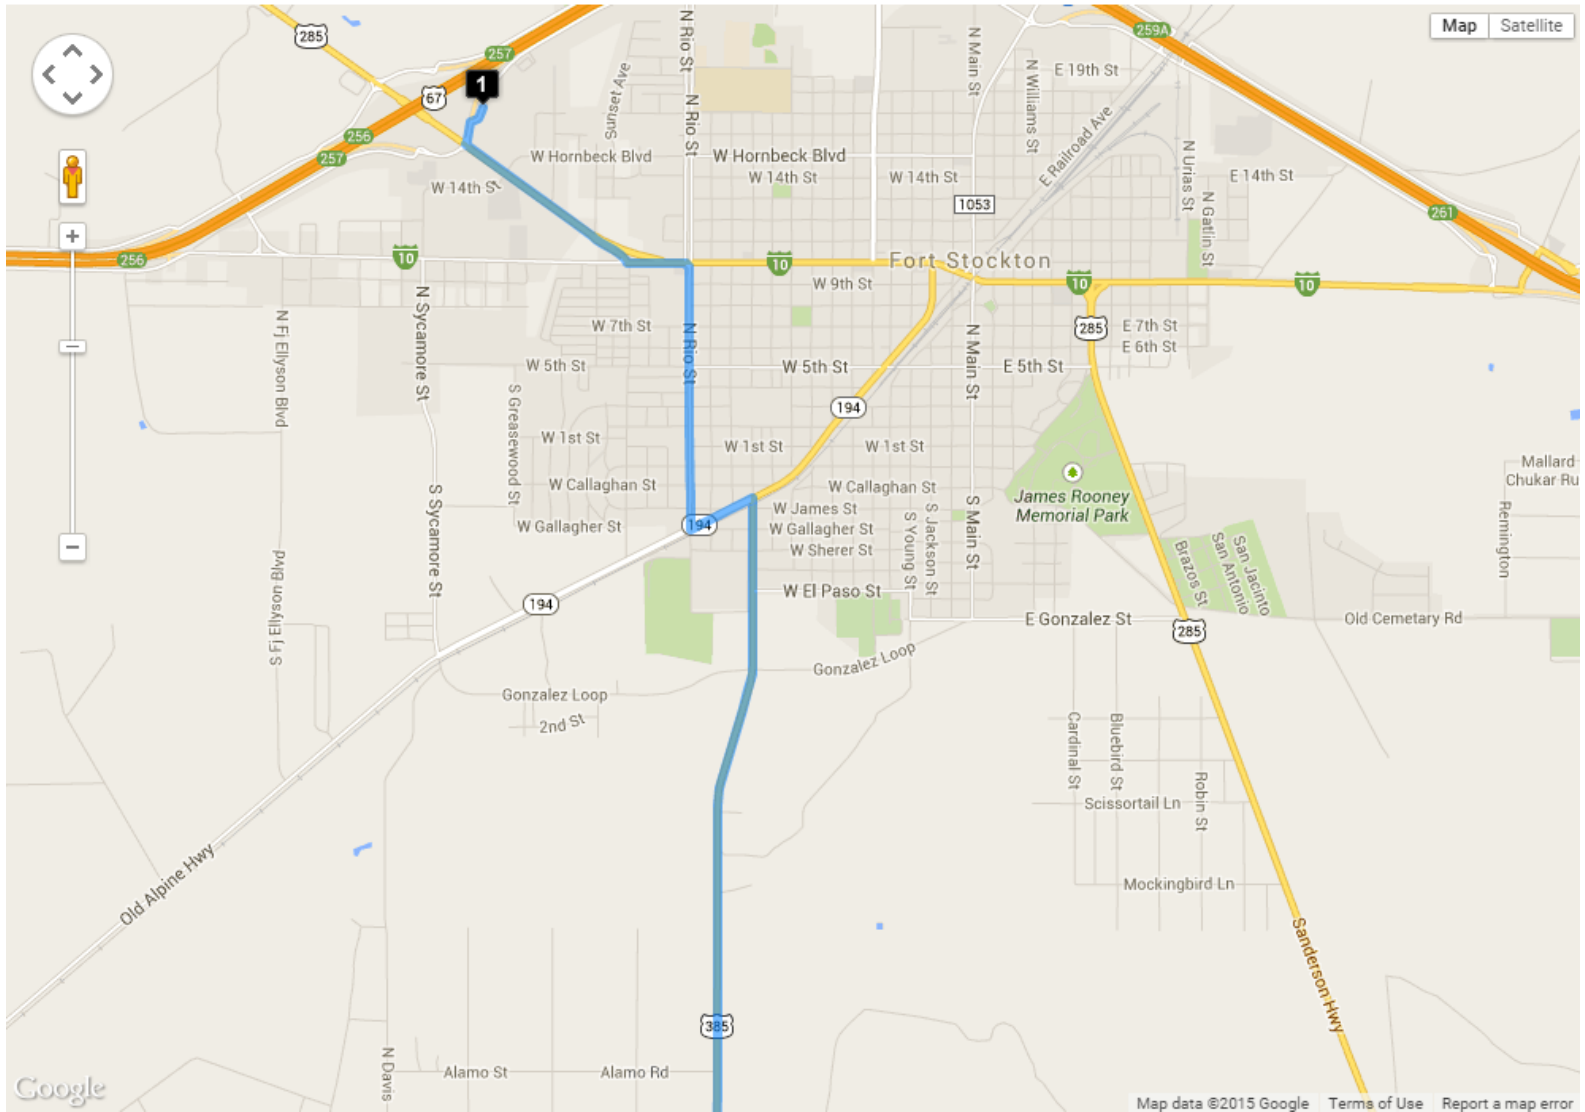 Map
Satellite
285
257
259A
1
67
N Rio St
N Main St
N Williams St
E 19th St
Sunset Ave
N Rio St
E Railroad Ave
256
257
W Hornbeck Blvd
W Hornbeck Blvd
W 14th St
W 14th St
W 14th St
E 14th St
N Urias St
N Gatlin St
1053
261
256
10
10
Fort Stockton
10
10
W 9th St
N Sycamore St
N Fj Ellyson Blvd
W 7th St
N Rio St
N Main St
285
E 7th St
E 6th St
W 5th St
W 5th St
E 5th St
S Greasewood St
194
W 1st St
W 1st St
W 1st St
W Callaghan St
W Callaghan St
James Rooney
Memorial Park
Mallard
Chukar Ru
S Sycamore St
W James St
W Gallagher St
194
W Gallagher St
W Sherer St
S Young St
S Jackson St
S Main St
Remington
Brazos St
San Antonio
San Jacinto
S Fj Ellyson Blvd
W El Paso St
194
E Gonzalez St
285
Old Cemetary Rd
Gonzalez Loop
Gonzalez Loop
2nd St
Cardinal St
Bluebird St
Robin St
Scissortail Ln
Old Alpine Hwy
Mockingbird Ln
Sanderson Hwy
385
N Davis
Alamo St
Alamo Rd
Google
Map data ©2015 Google
Terms of Use
Report a map error